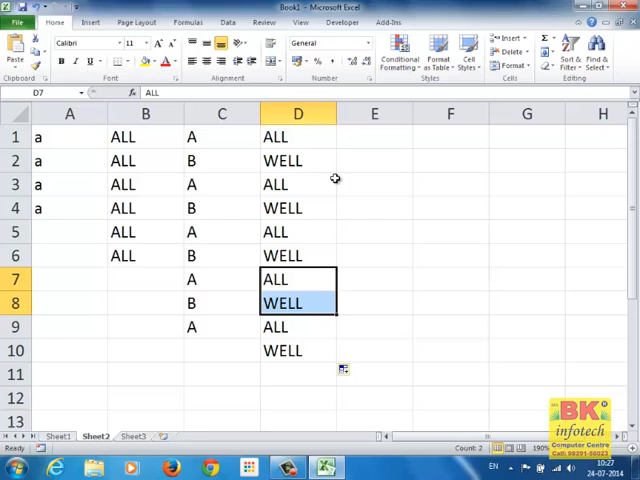 Book1 - Microsoft Excel
File Home Insert Page Layout Formulas Data Review View Developer Add-Ins
Paste
Calibri 11 A A
B I U A
General
$ % ,
Conditional Formatting
Format as Table
Cell Styles
Insert
Delete
Format
Σ
Sort & Filter
Find & Select
Clipboard Font Alignment Number Styles Cells Editing
D7 fx ALL
A B C D E F G H
1 a ALL A ALL
2 a ALL B WELL
3 a ALL A ALL
4 a ALL B WELL
5 ALL A ALL
6 ALL B WELL
7 A ALL
8 B WELL
9 A ALL
10 WELL
11
12
13
BK
infotech
Computer Centre
Sheet1 Sheet2 Sheet3
Ready Count: 2 190%
EN 10:27
24-07-2014